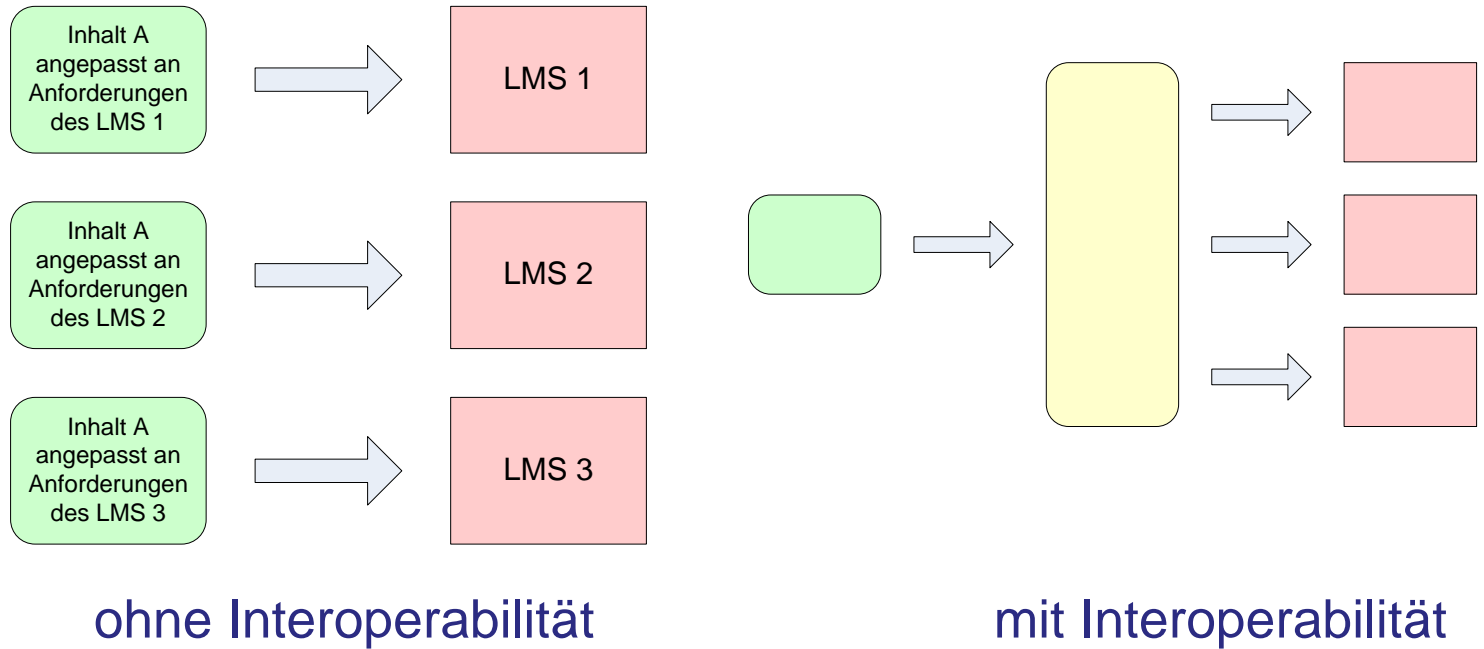 Inhalt A
angepasst an
Anforderungen
des LMS 1
LMS 1
Inhalt A
angepasst an
Anforderungen
des LMS 2
LMS 2
Inhalt A
angepasst an
Anforderungen
des LMS 3
LMS 3
ohne Interoperabilität
mit Interoperabilität